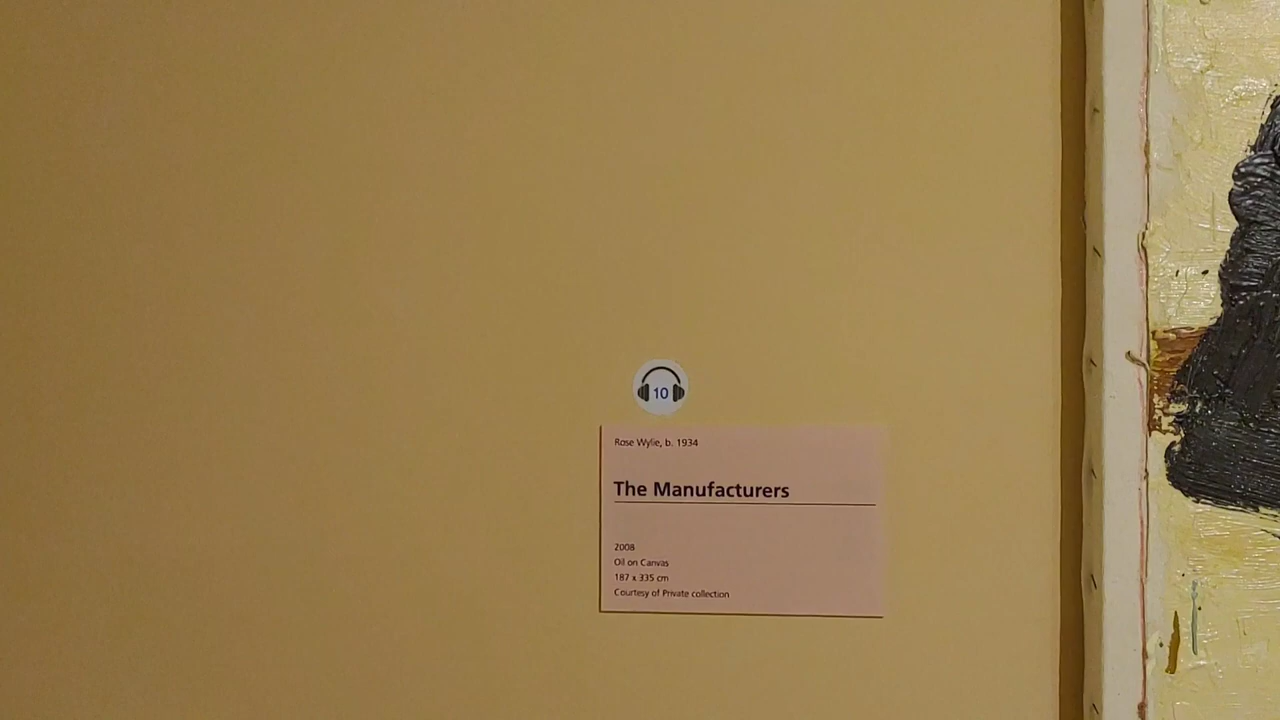 10
Rose Wylie, b. 1934
The Manufacturers
2008
Oil on Canvas
187 x 335 cm
Courtesy of Private collection